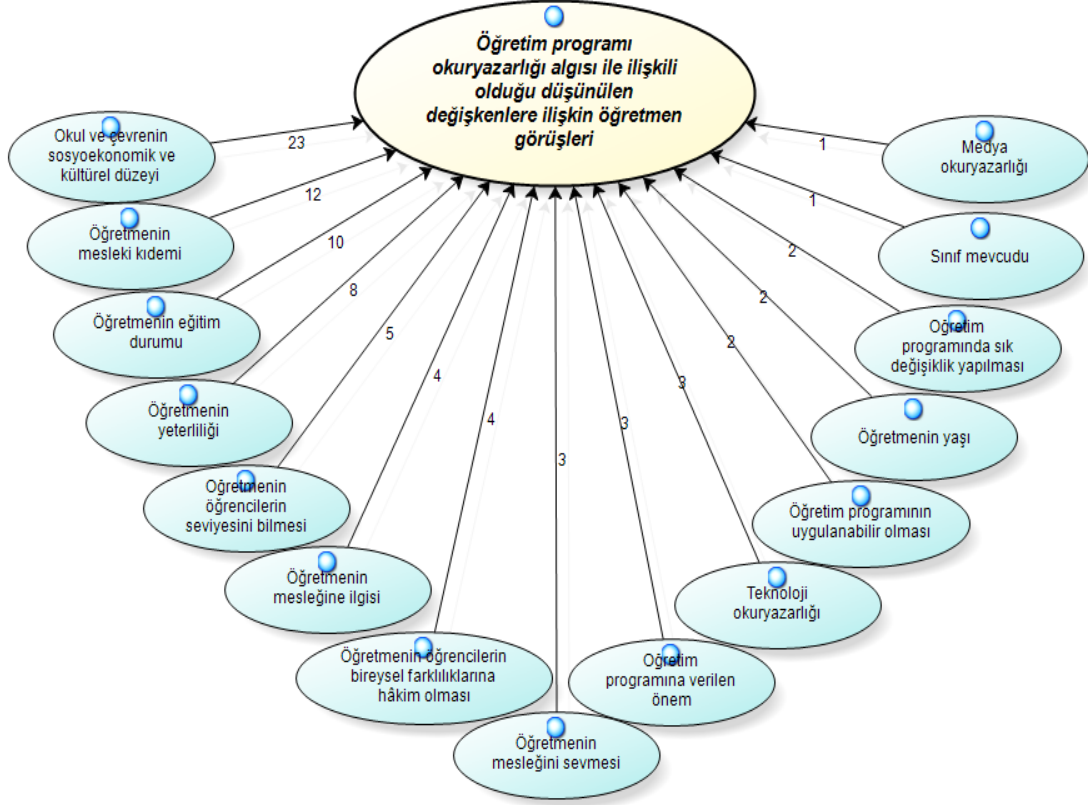 Öğretim programı
okuryazarlığı algısı ile ilişkili
olduğu düşünülen
değişkenlere ilişkin öğretmen
görüşleri
Okul ve çevrenin
sosyoekonomik ve
kültürel düzeyi
23
Öğretmenin
mesleki kıdemi
12
Öğretmenin eğitim
durumu
10
Öğretmenin
yeterliliği
8
Öğretmenin
öğrencilerin
seviyesini bilmesi
5
Öğretmenin
mesleğine ilgisi
4
Öğretmenin öğrencilerin
bireysel farklılıklarına
hâkim olması
4
Öğretmenin
mesleğini sevmesi
3
Öğretim
programına verilen
önem
3
Teknoloji
okuryazarlığı
3
Öğretim programının
uygulanabilir olması
2
Öğretmenin yaşı
2
Öğretim
programında sık
değişiklik yapılması
2
Sınıf mevcudu
1
Medya
okuryazarlığı
1